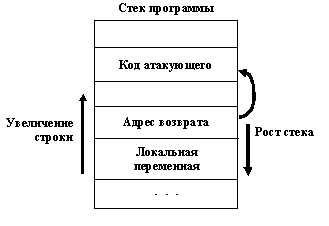 Стек программы
Код атакующего
Увеличение
строки
Адрес возврата
Рост стека
Локальная
переменная
. . .